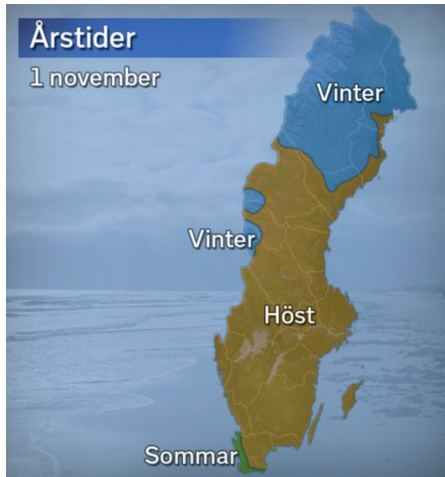 Årstider
1 november
Vinter
Vinter
Höst
Sommar